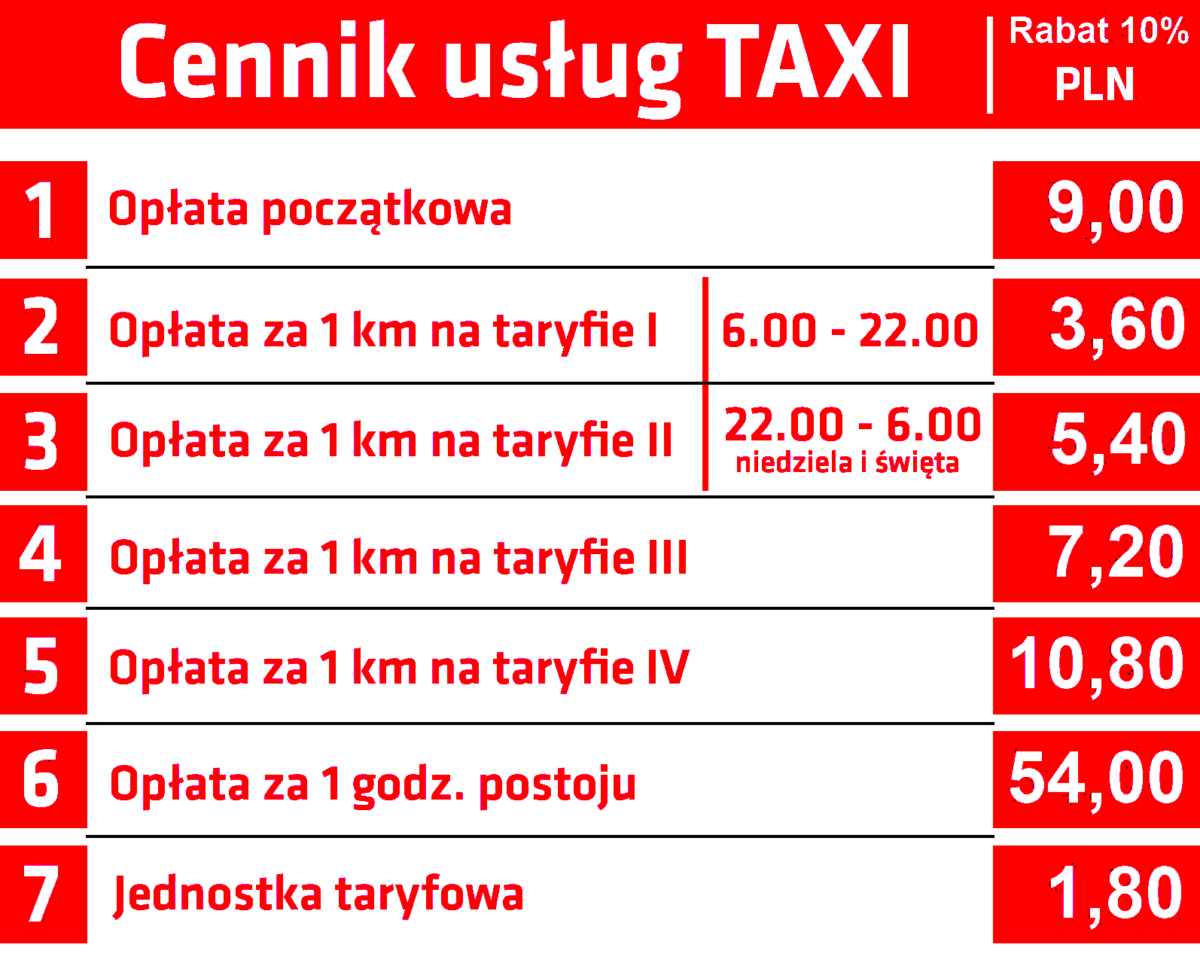 Cennik usług TAXI
Rabat 10%
PLN
1 Opłata początkowa 9,00
2 Opłata za 1 km na taryfie I 6.00 - 22.00 3,60
3 Opłata za 1 km na taryfie II 22.00 - 6.00 5,40
niedziela i święta
4 Opłata za 1 km na taryfie III 7,20
5 Opłata za 1 km na taryfie IV 10,80
6 Opłata za 1 godz. postoju 54,00
7 Jednostka taryfowa 1,80